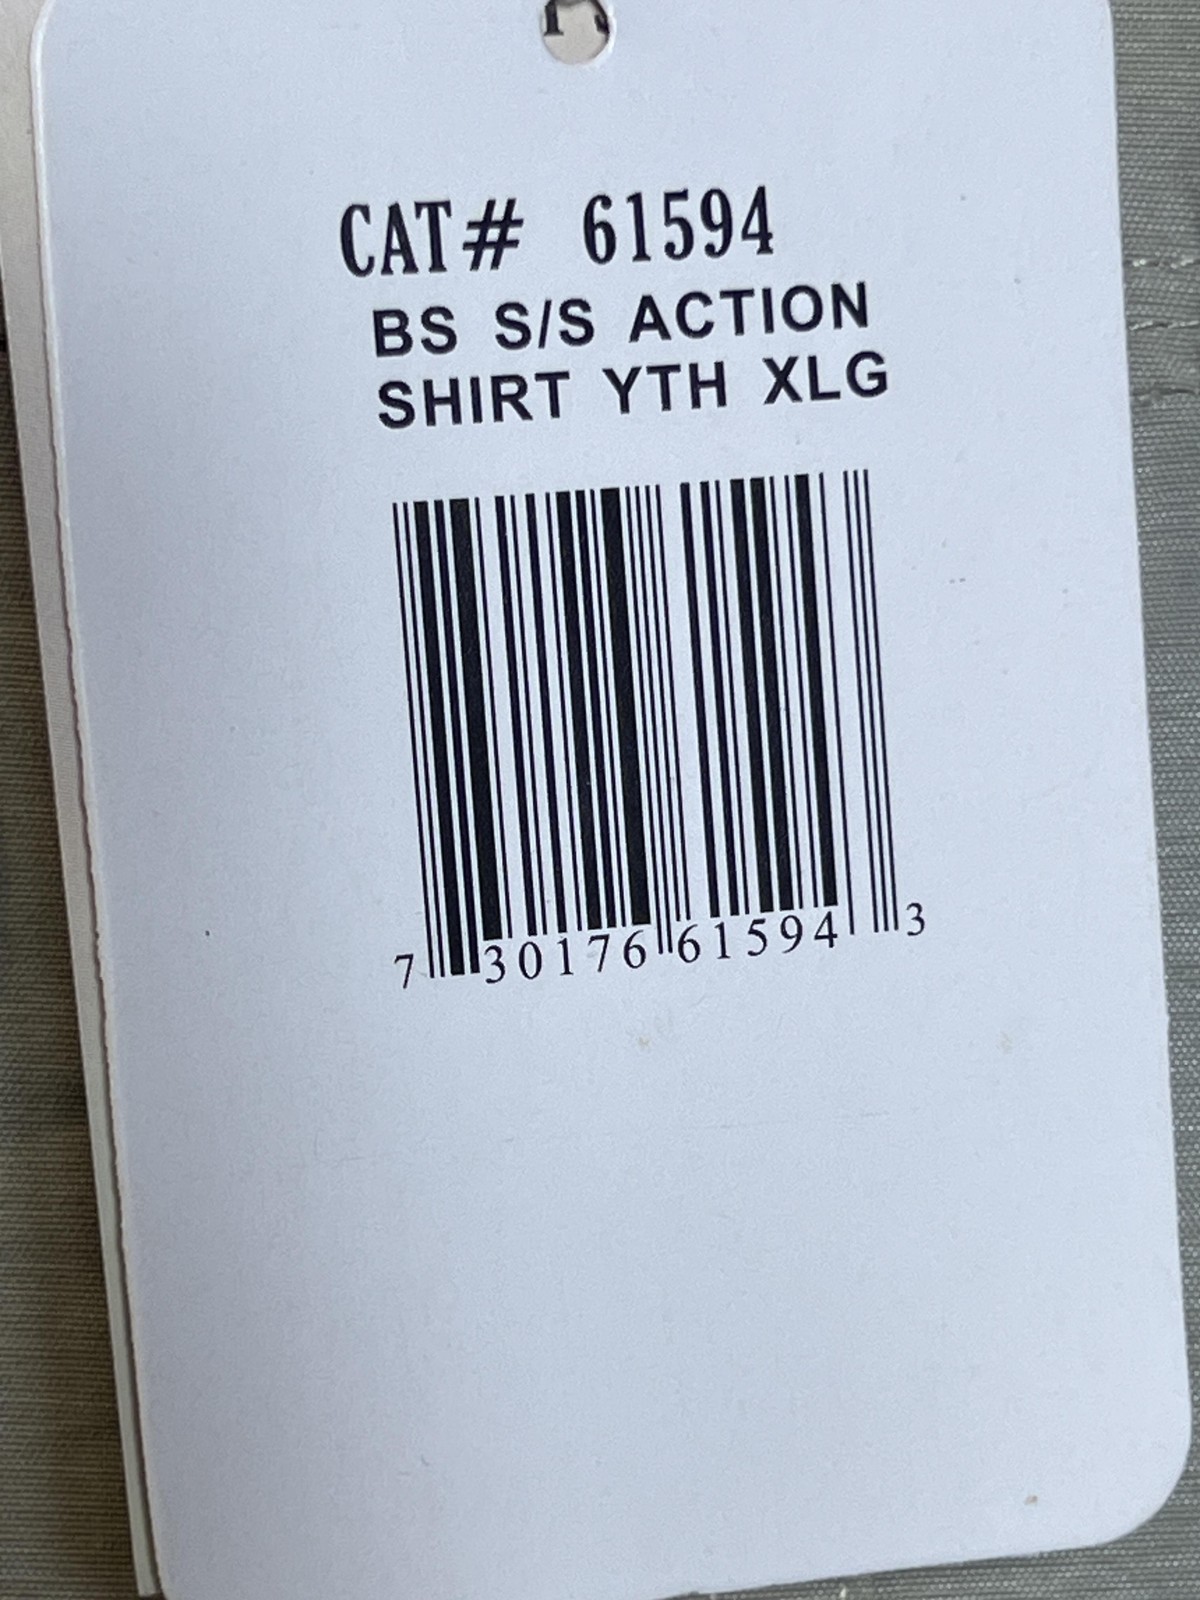 CAT# 61594
BS S/S ACTION
SHIRT YTH XLG
7 30176 61594 3